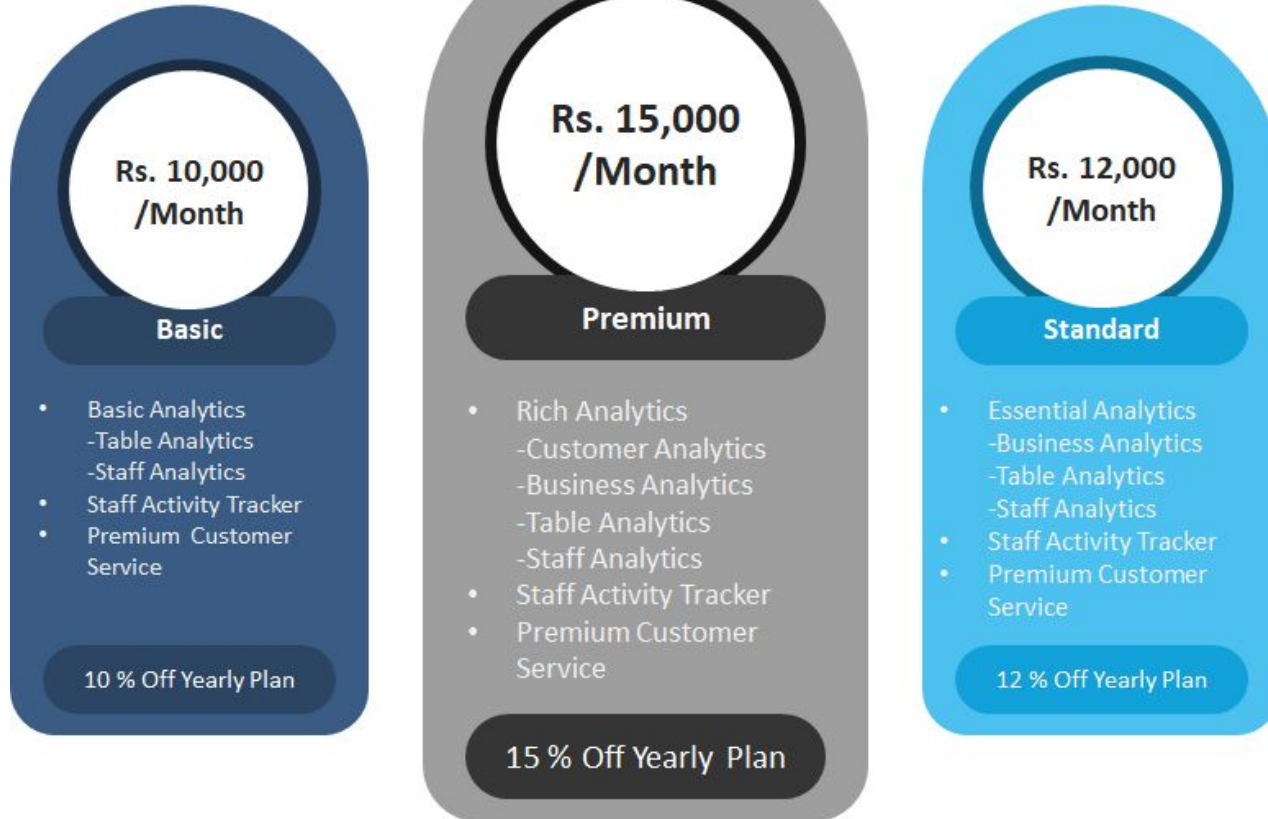 Rs. 10,000
/Month
Basic
• Basic Analytics
-Table Analytics
-Staff Analytics
• Staff Activity Tracker
• Premium Customer
Service
10 % Off Yearly Plan
Rs. 15,000
/Month
Premium
• Rich Analytics
-Customer Analytics
-Business Analytics
-Table Analytics
-Staff Analytics
• Staff Activity Tracker
• Premium Customer
Service
15 % Off Yearly Plan
Rs. 12,000
/Month
Standard
• Essential Analytics
-Business Analytics
-Table Analytics
-Staff Analytics
• Staff Activity Tracker
• Premium Customer
Service
12 % Off Yearly Plan